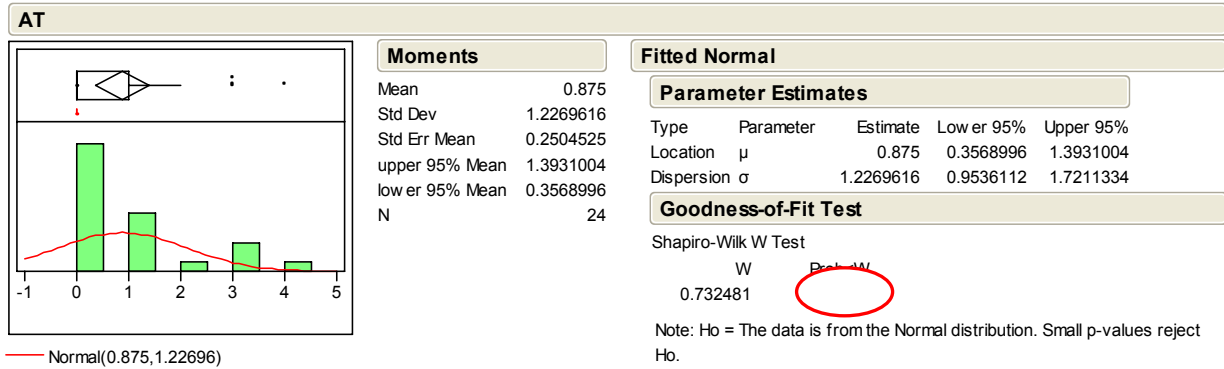 AT
-1 0 1 2 3 4 5
Normal(0.875,1.22696)
Moments
Mean 0.875
Std Dev 1.2269616
Std Err Mean 0.2504525
upper 95% Mean 1.3931004
lower 95% Mean 0.3568996
N 24
Fitted Normal
Parameter Estimates
Type Parameter Estimate Lower 95% Upper 95%
Location μ 0.875 0.3568996 1.3931004
Dispersion σ 1.2269616 0.9536112 1.7211334
Goodness-of-Fit Test
Shapiro-Wilk W Test
W
0.732481
Note: Ho = The data is from the Normal distribution. Small p-values reject
Ho.